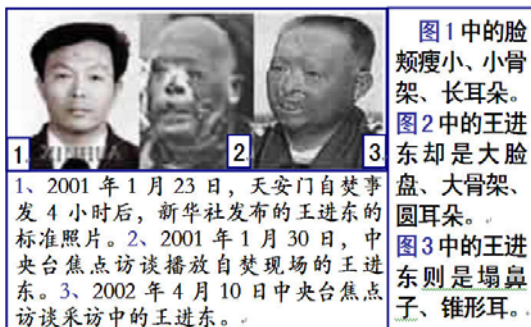 1.
2.
3.
1、2001 年 1 月 23 日，天安门自焚事
发 4 小时后，新华社发布的王进东的
标准照片。2、2001 年 1 月 30 日，中
央台焦点访谈播放自焚现场的王进
东。3、2002 年 4 月 10 日中央台焦点
访谈采访中的王进东。
图1中的脸
颊瘦小、小骨
架、长耳朵。
图2中的王进
东却是大脸
盘、大骨架、
圆耳朵。
图3中的王进
东则是塌鼻
子、锥形耳。